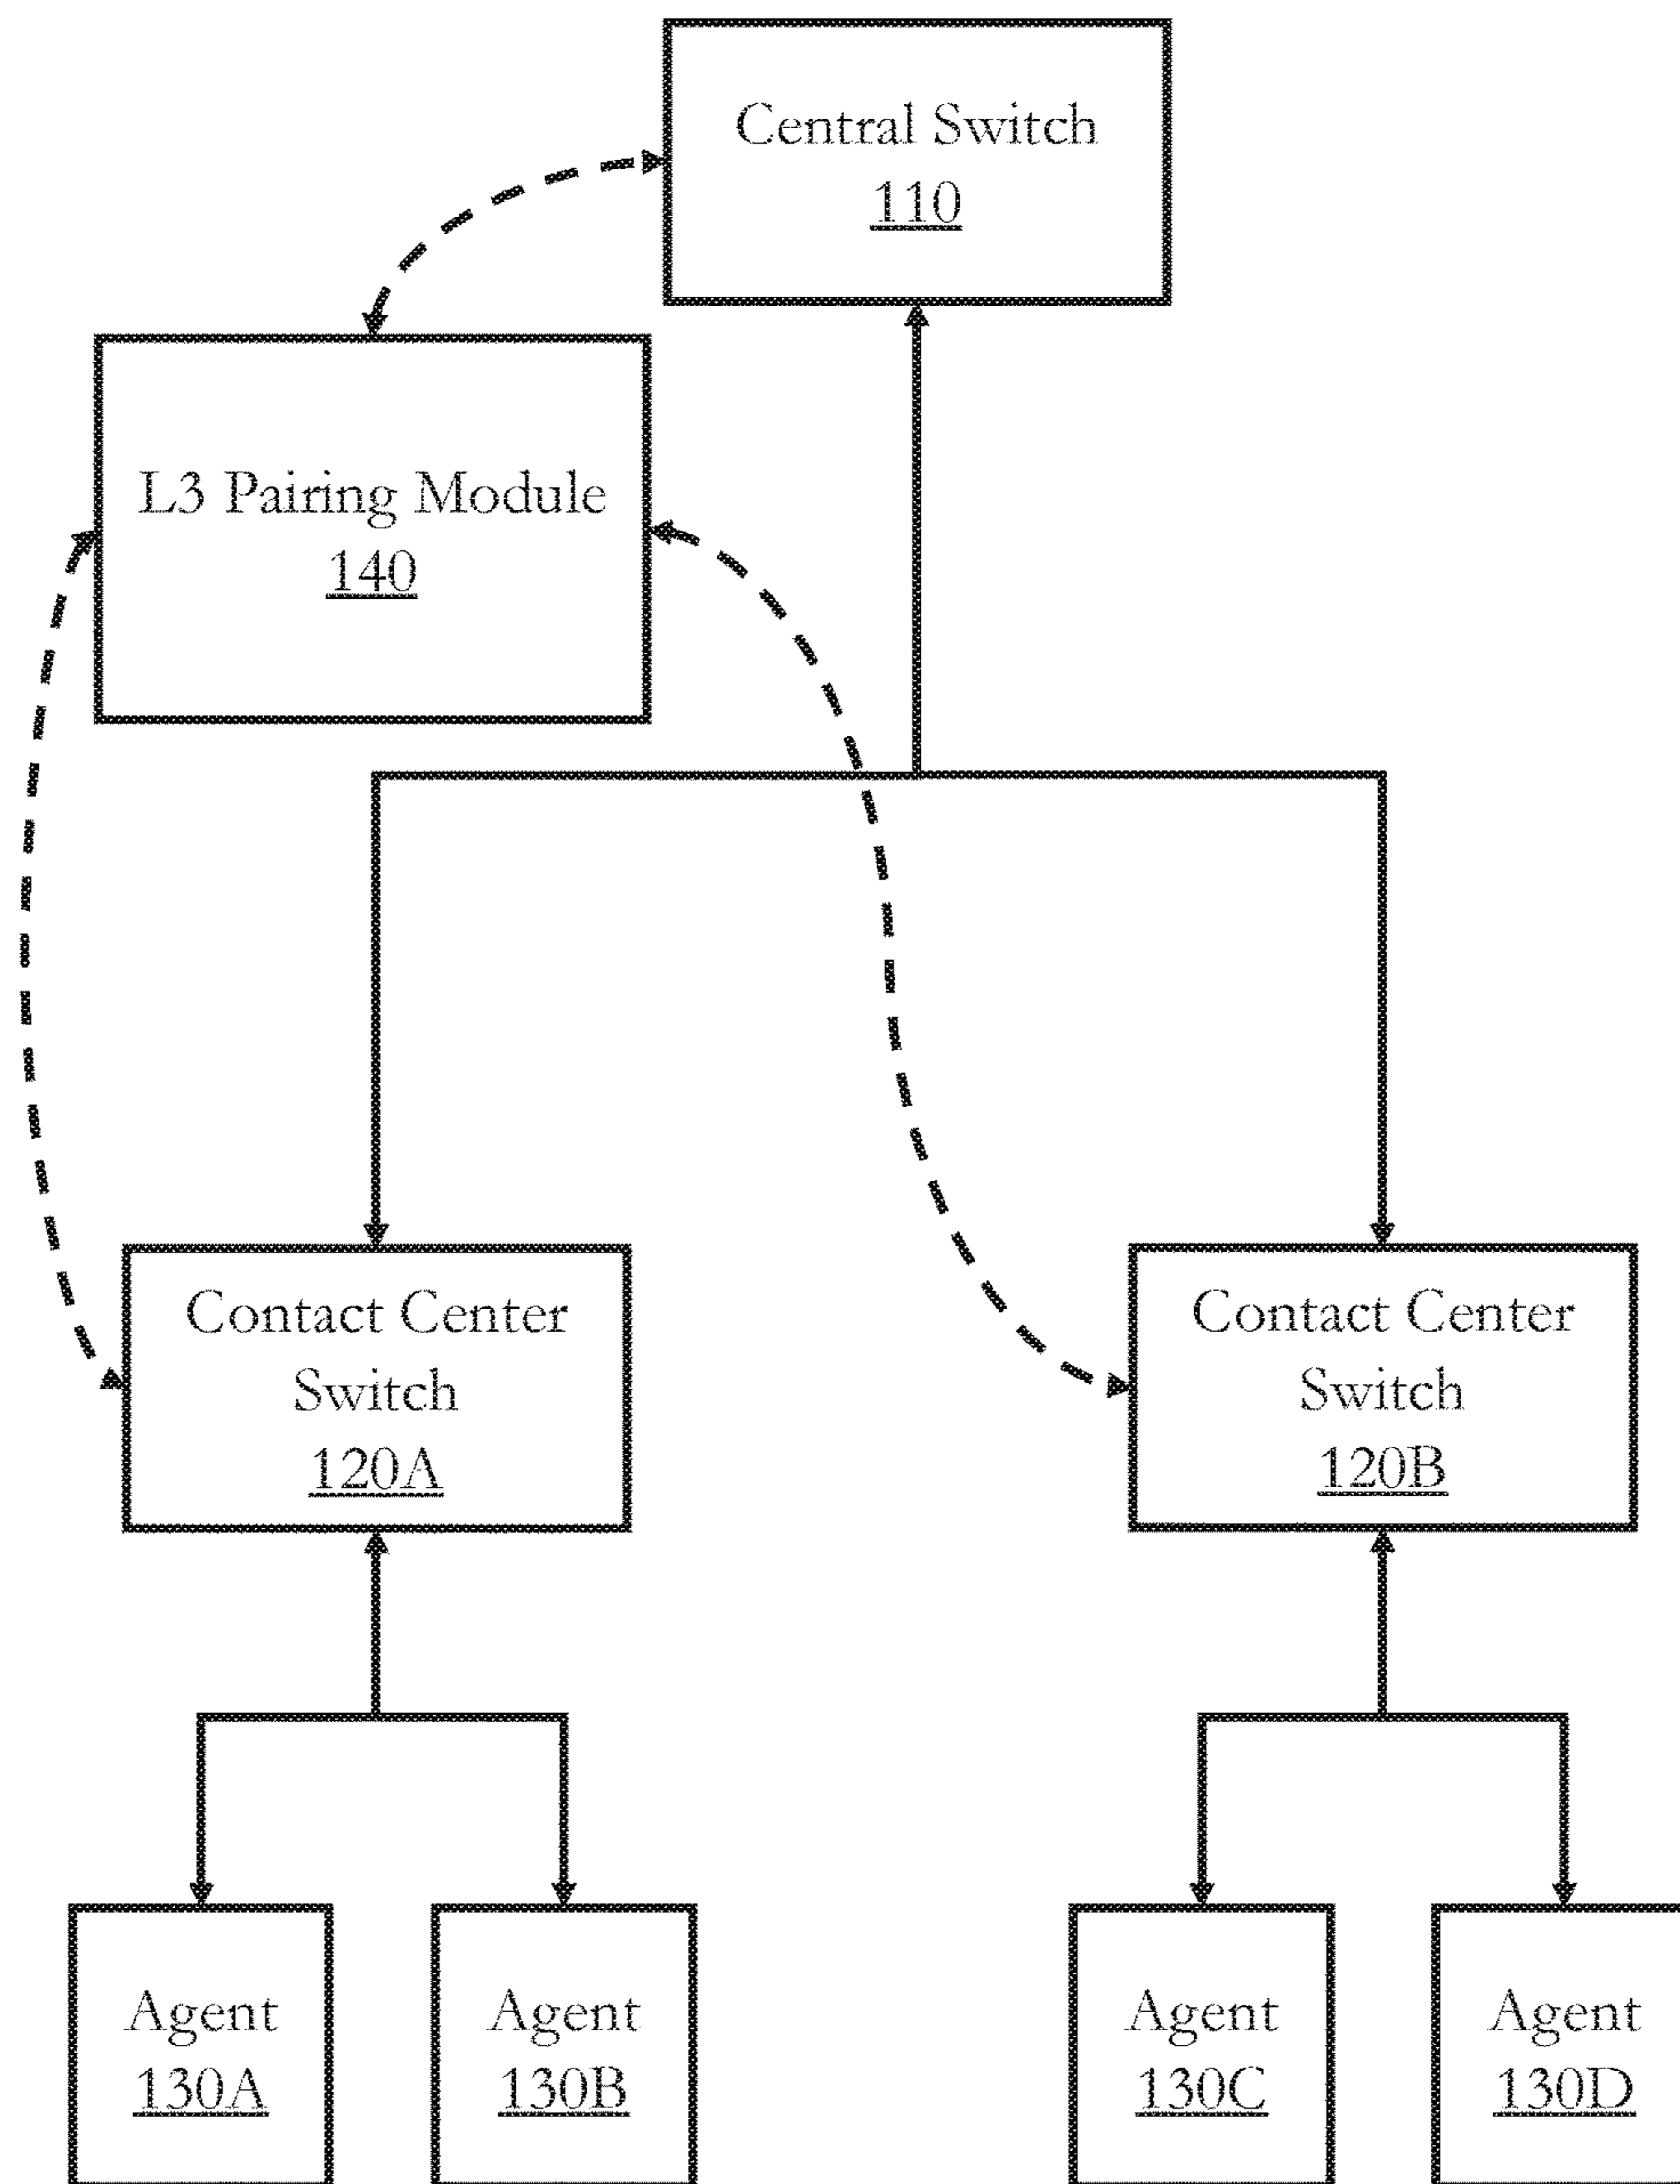 Central Switch
110
L3 Pairing Module
140
Contact Center
Switch
120A
Contact Center
Switch
120B
Agent
130A
Agent
130B
Agent
130C
Agent
130D